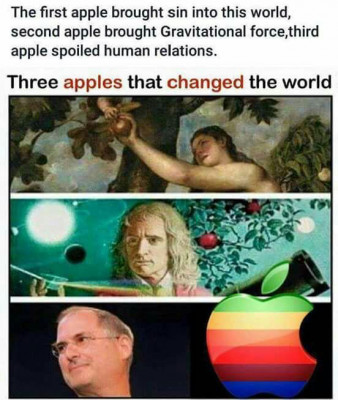 The first apple brought sin into this world,
second apple brought Gravitational force,third
apple spoiled human relations.
Three apples that changed the world